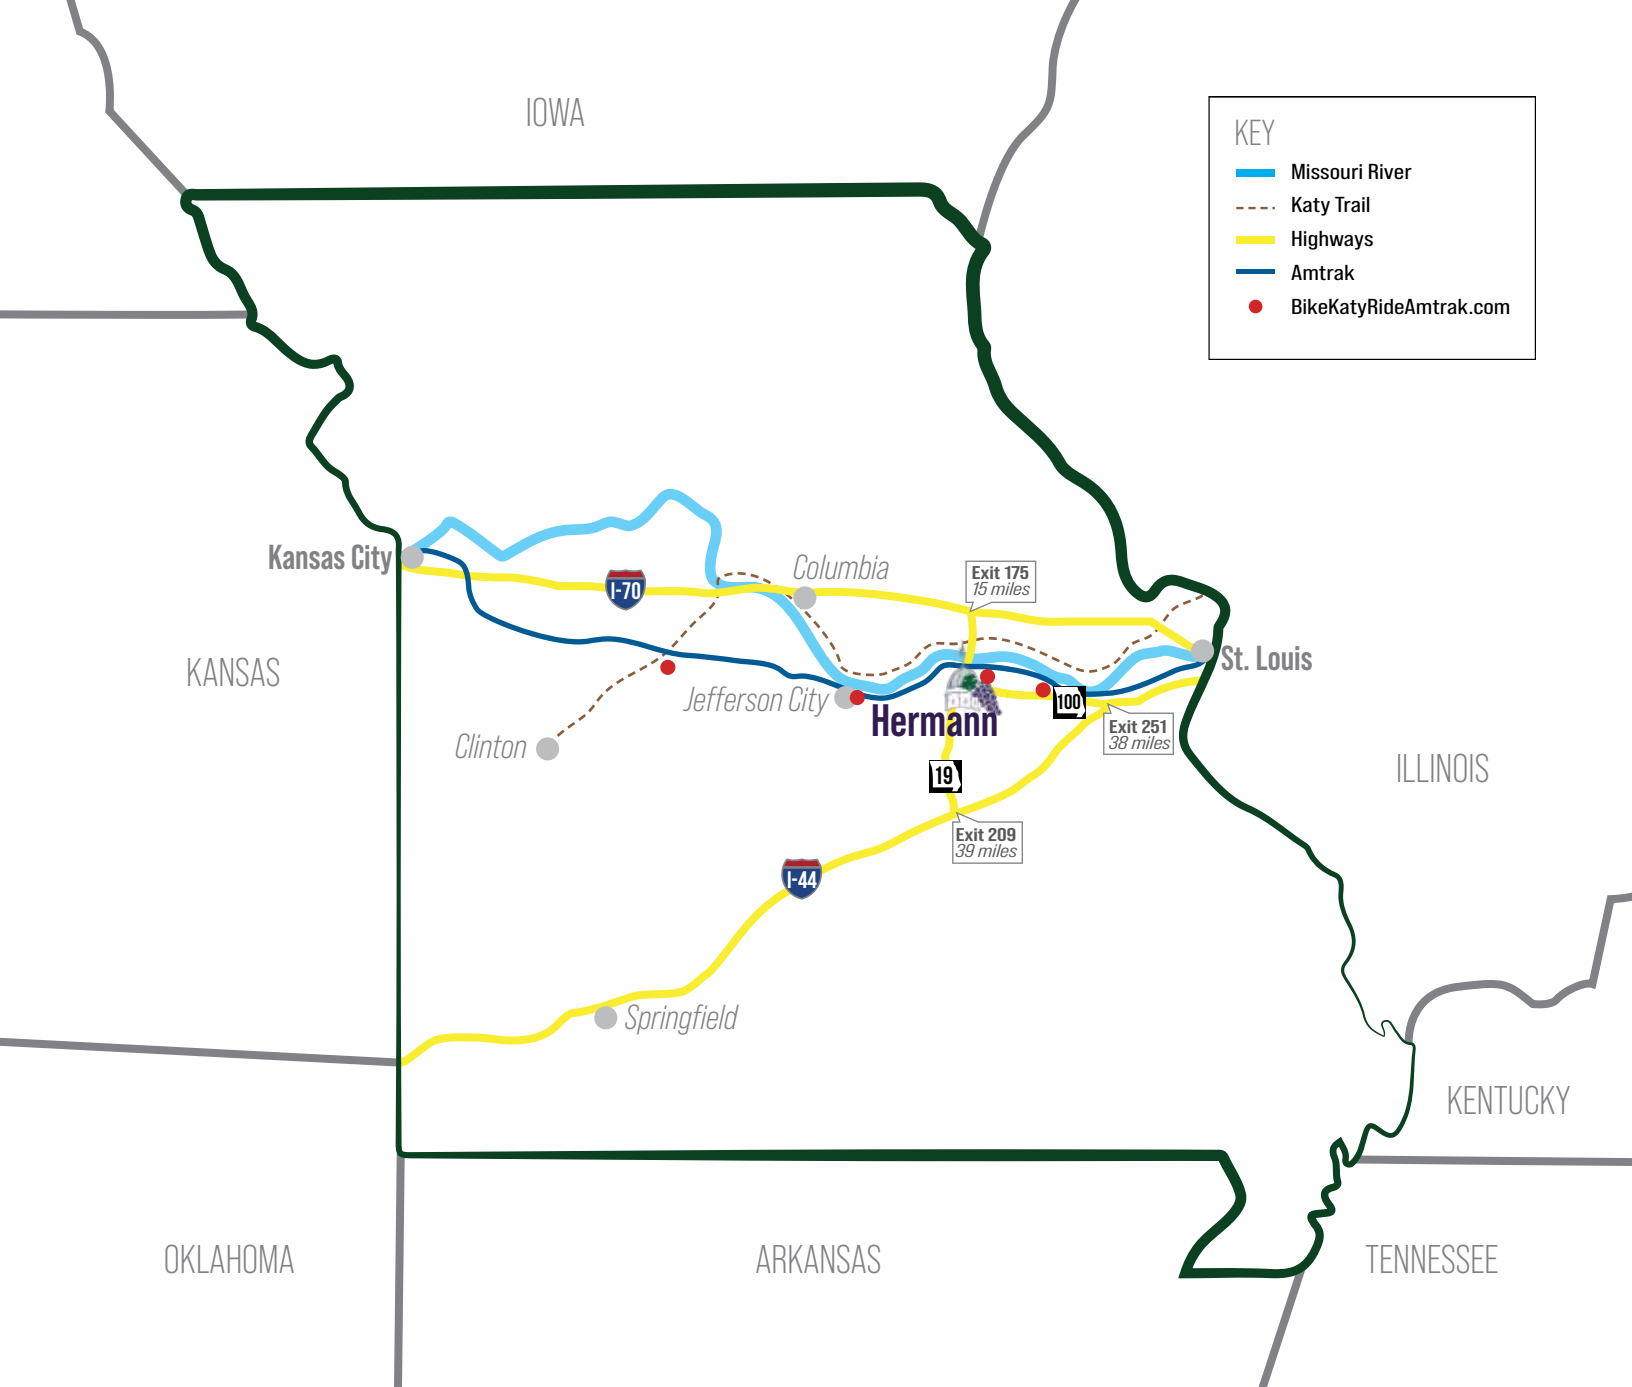 IOWA
KEY
Missouri River
Katy Trail
Highways
Amtrak
BikeKatyRideAmtrak.com
Kansas City
I-70
Columbia
Exit 175
15 miles
KANSAS
St. Louis
Jefferson City
Hermann
100
Clinton
Exit 251
38 miles
19
ILLINOIS
Exit 209
39 miles
I-44
Springfield
KENTUCKY
OKLAHOMA
ARKANSAS
TENNESSEE